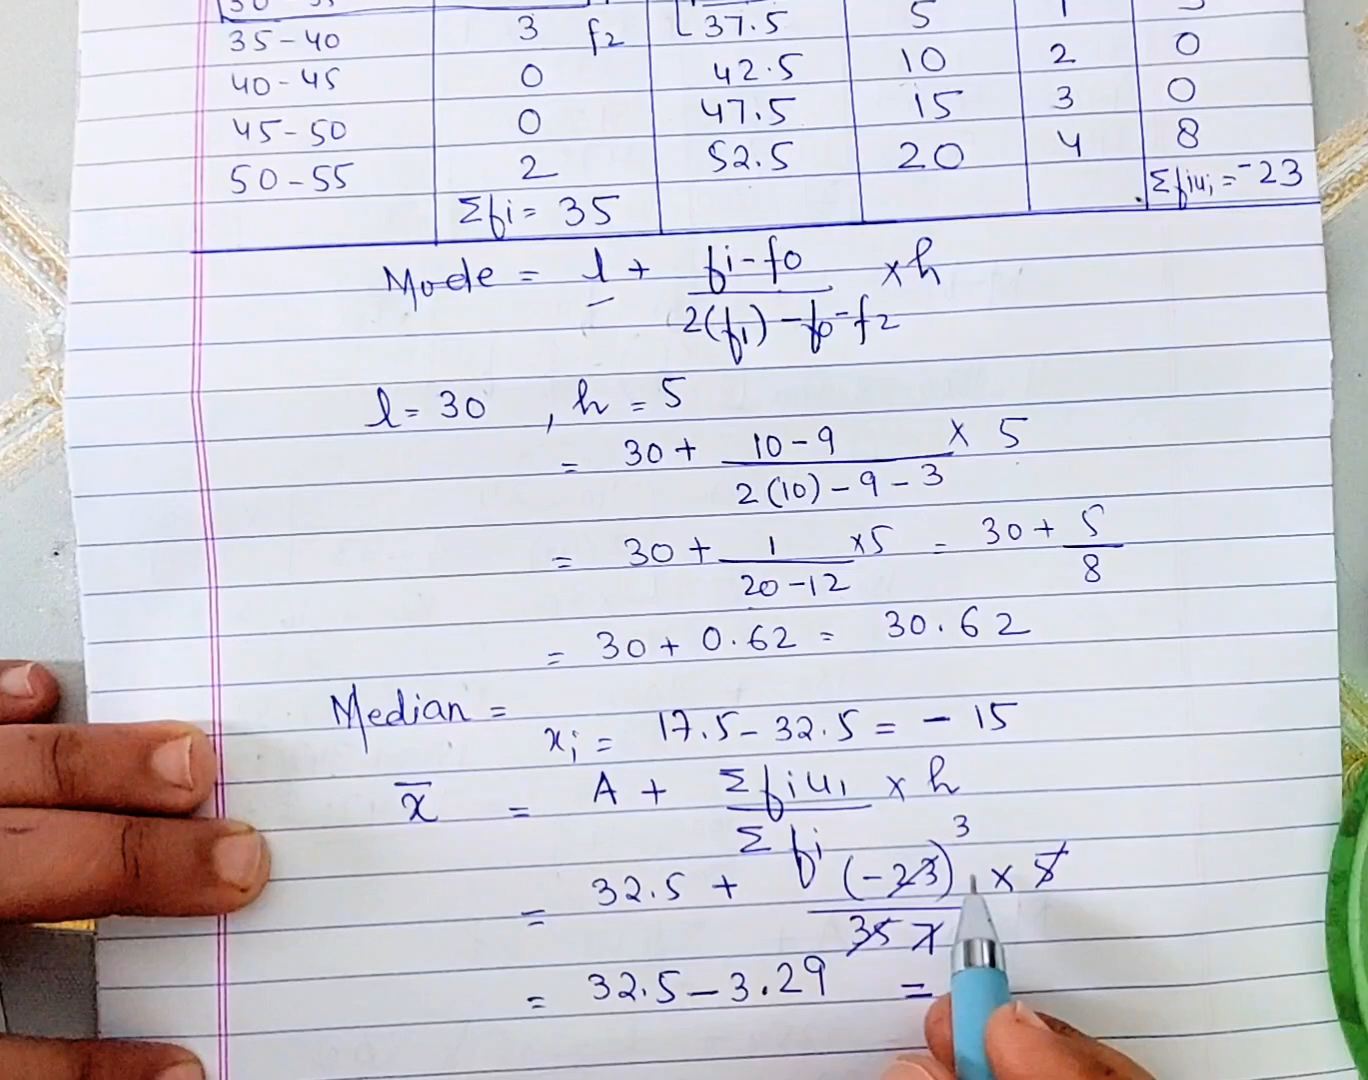 35-40 3 f2 37.5 5 1
40-45 0 42.5 10 2 0
45-50 0 47.5 15 3 0
50-55 2 52.5 20 4 8
Σfi = 35 Σfiui = -23
Mode = l + fi-f0 / 2(f1)-f0-f2 × h
l = 30, h = 5
= 30 + 10-9 / 2(10)-9-3 × 5
= 30 + 1 / 20-12 ×5 = 30 + 5/8
= 30 + 0.62 = 30.62
Median =
xi = 17.5-32.5 = -15
x̄ = A + Σfiui / Σfi × h
= 32.5 + (-23) 3 × 5 / 35 7
= 32.5-3.29 =